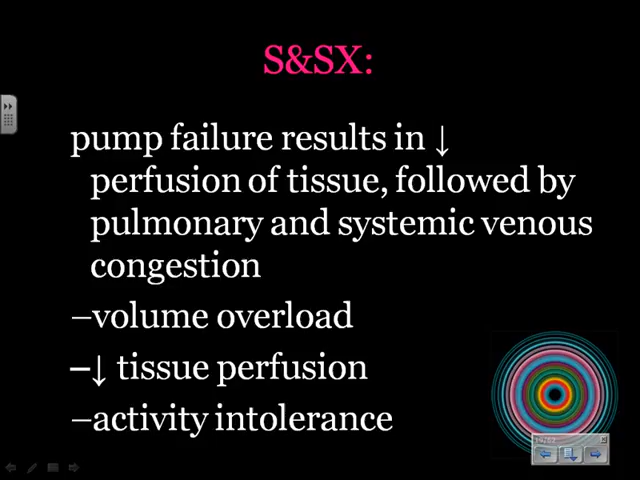 S&SX:
pump failure results in ↓
perfusion of tissue, followed by
pulmonary and systemic venous
congestion
–volume overload
–↓ tissue perfusion
–activity intolerance